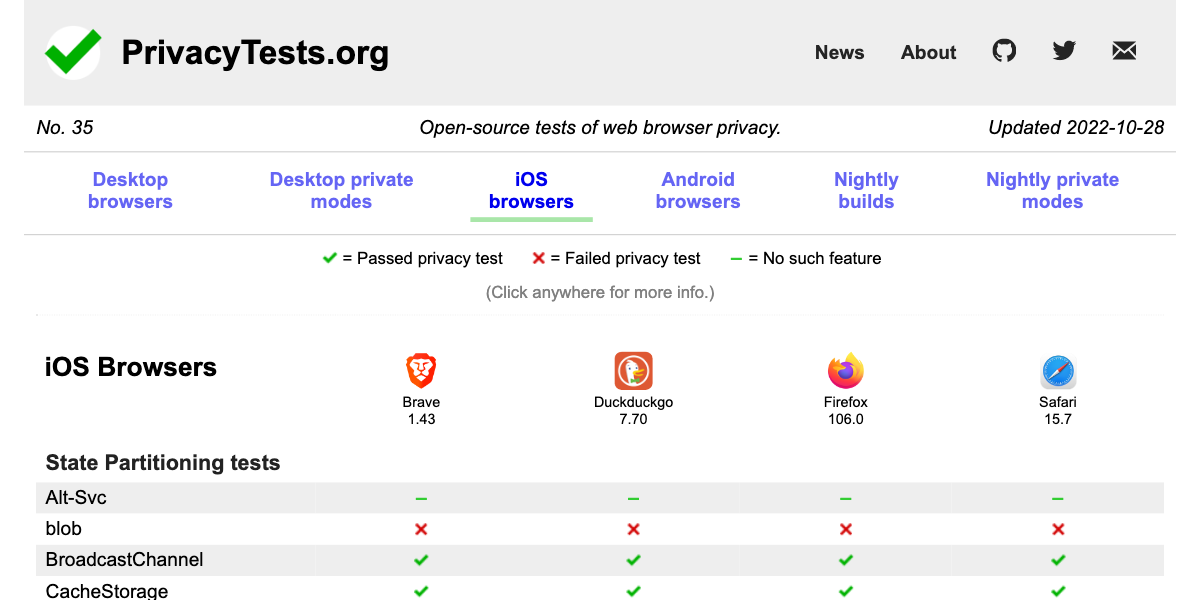 PrivacyTests.org
News About
No. 35 Open-source tests of web browser privacy. Updated 2022-10-28
Desktop browsers Desktop private modes iOS browsers Android browsers Nightly builds Nightly private modes
= Passed privacy test = Failed privacy test = No such feature
(Click anywhere for more info.)
iOS Browsers
Brave Duckduckgo Firefox Safari
1.43 7.70 106.0 15.7
State Partitioning tests
Alt-Svc
blob
BroadcastChannel
CacheStorage